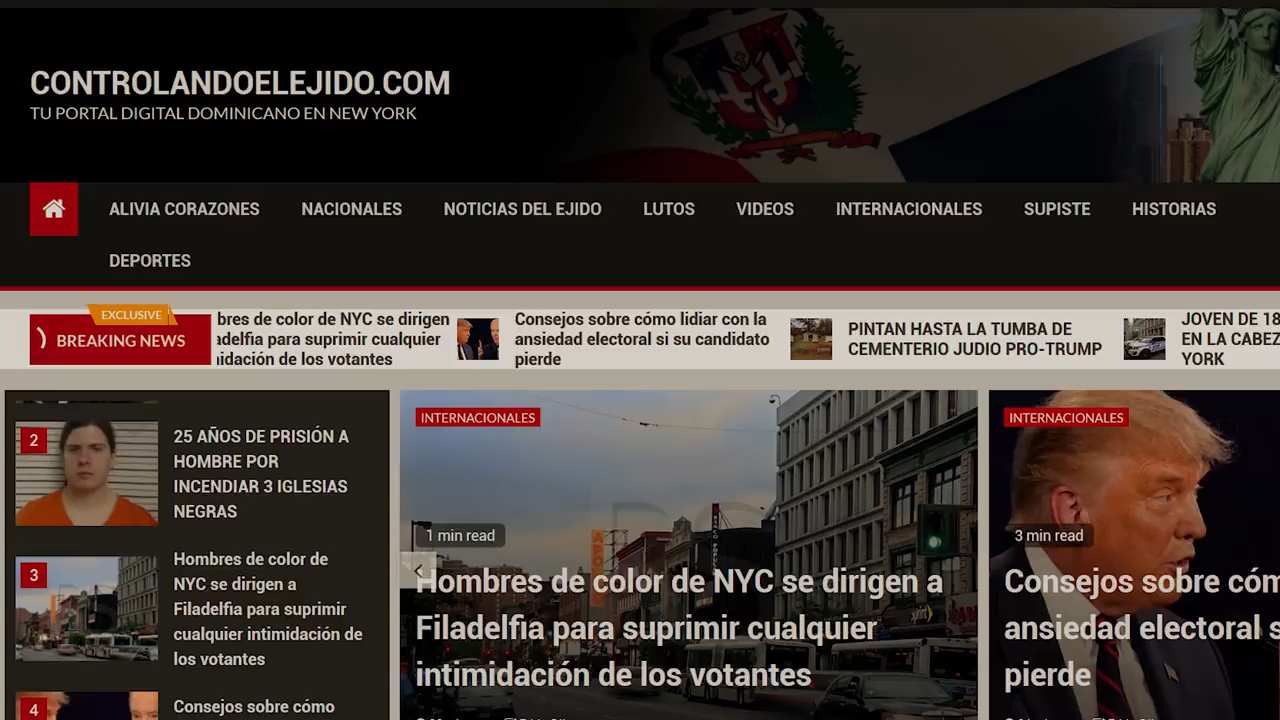 CONTROLANDOELEJIDO.COM
TU PORTAL DIGITAL DOMINICANO EN NEW YORK
ALIVIA CORAZONES
NACIONALES
NOTICIAS DEL EJIDO
LUTOS
VIDEOS
INTERNACIONALES
SUPISTE
HISTORIAS
DEPORTES
EXCLUSIVE
BREAKING NEWS
bres de color de NYC se dirigen
adelfia para suprimir cualquier
idación de los votantes
Consejos sobre cómo lidiar con la
ansiedad electoral si su candidato
pierde
PINTAN HASTA LA TUMBA DE
CEMENTERIO JUDIO PRO-TRUMP
JOVEN DE 18
EN LA CABEZ
YORK
2
25 AÑOS DE PRISIÓN A
HOMBRE POR
INCENDIAR 3 IGLESIAS
NEGRAS
3
Hombres de color de
NYC se dirigen a
Filadelfia para suprimir
cualquier intimidación de
los votantes
4
Consejos sobre cómo
INTERNACIONALES
1 min read
Hombres de color de NYC se dirigen a
Filadelfia para suprimir cualquier
intimidación de los votantes
INTERNACIONALES
3 min read
Consejos sobre cóm
ansiedad electoral s
pierde